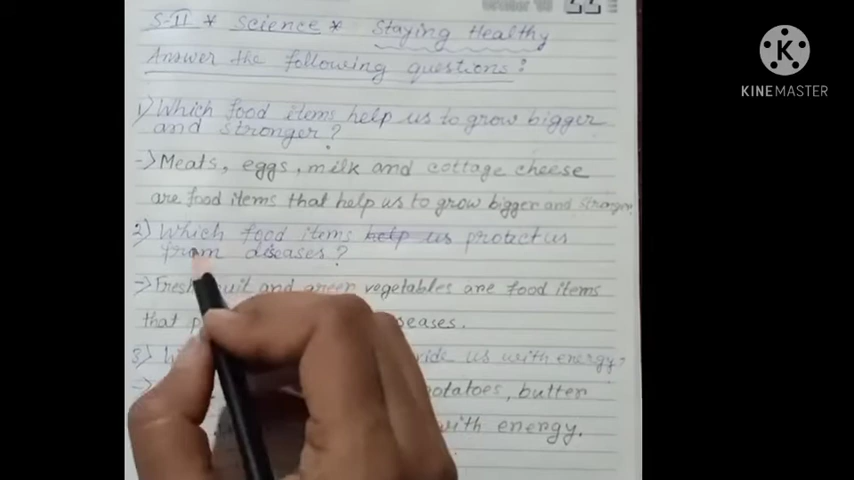 S-II * Science * Staying Healthy
Answer the following questions:
1) Which food items help us to grow bigger
and stronger?
-> Meats, eggs, milk and cottage cheese
are food items that help us to grow bigger and stronger.
2) Which food items help us protect us
from diseases?
-> Fresh fruit and green vegetables are food items
that diseases.
3) us with energy?
-> potatoes, butter
with energy.
K
KINEMASTER